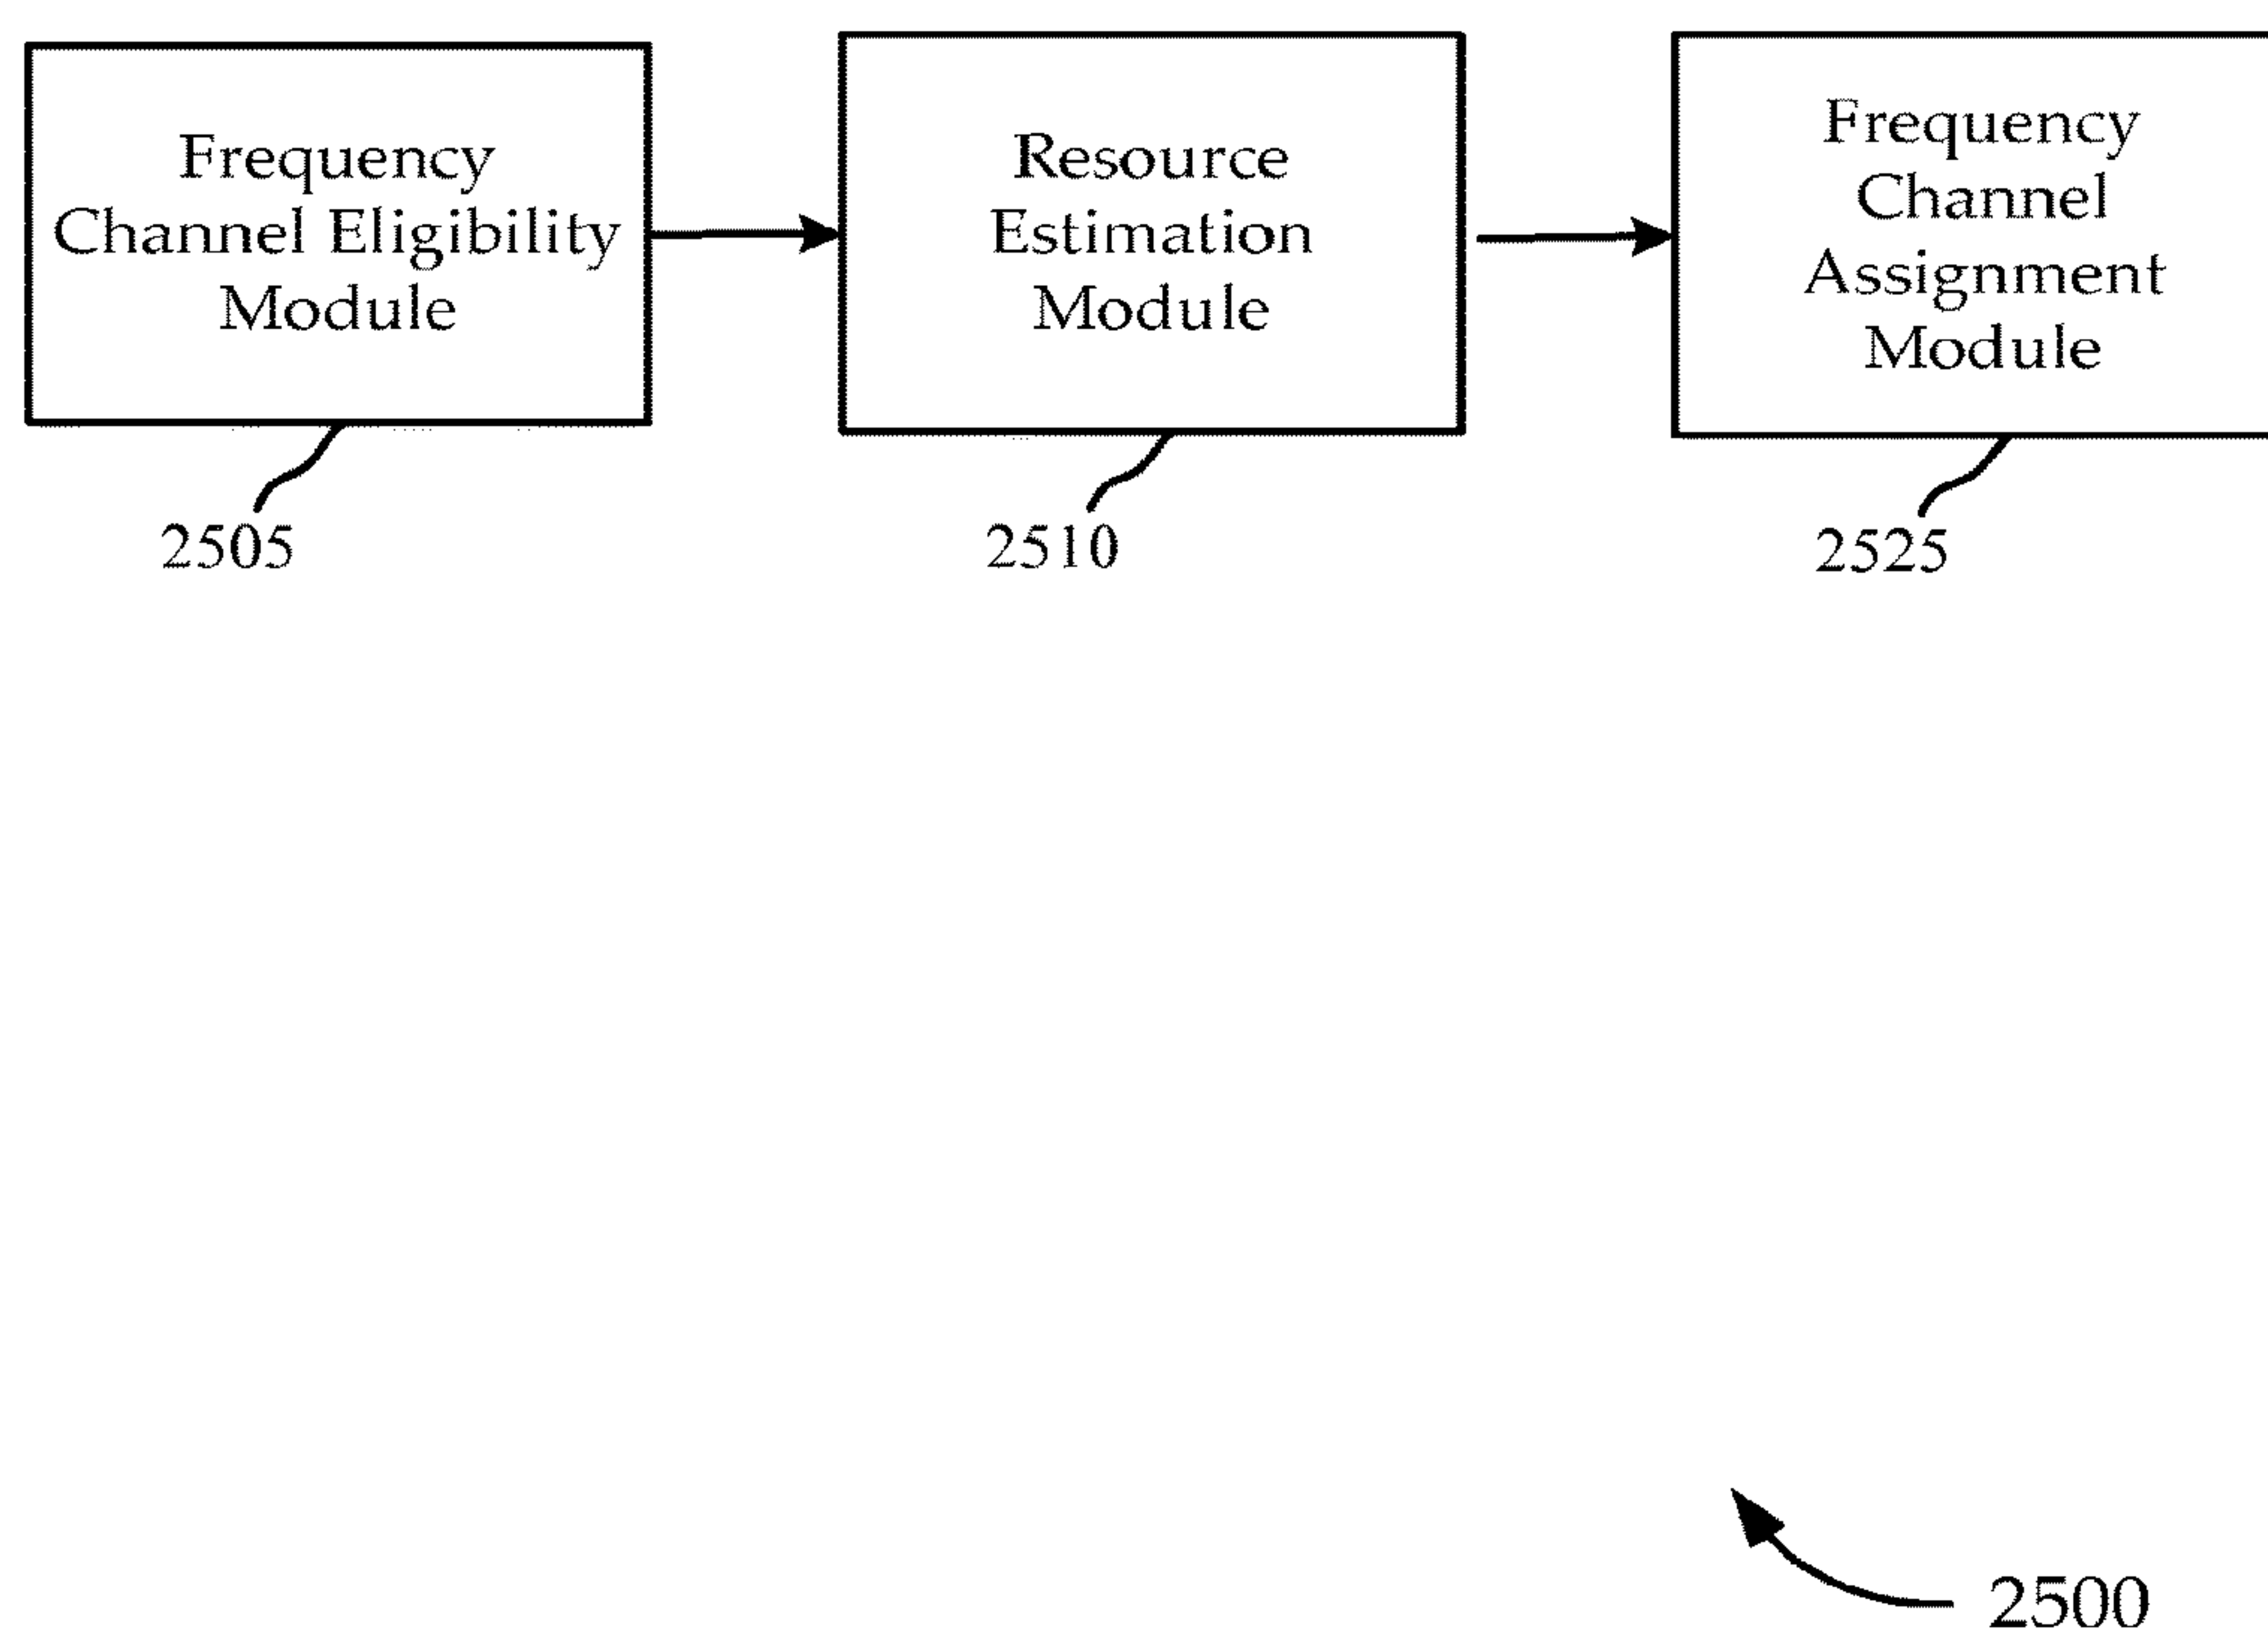 Frequency
Channel Eligibility
Module
Resource
Estimation
Module
Frequency
Channel
Assignment
Module
2505
2510
2525
2500